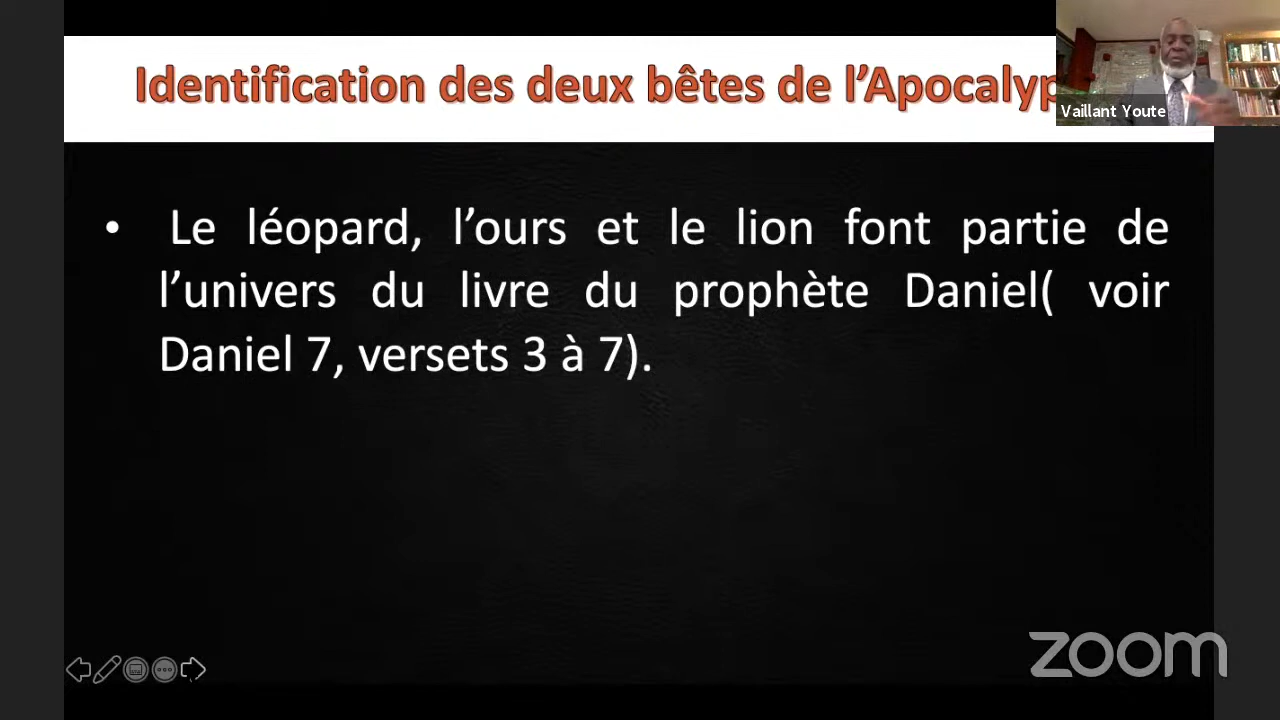 Identification des deux bêtes de l’Apocalyp
Vaillant Youte
• Le léopard, l’ours et le lion font partie de
l’univers du livre du prophète Daniel( voir
Daniel 7, versets 3 à 7).
zoom